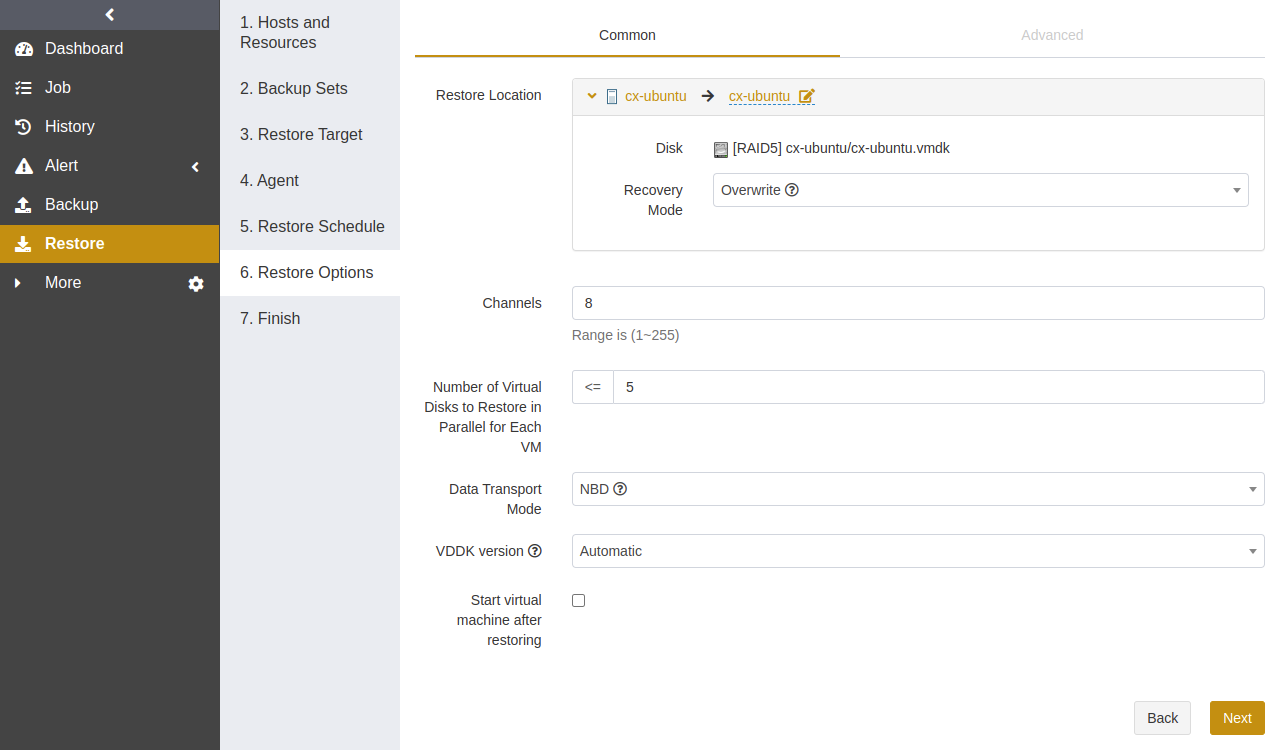 Dashboard
Job
History
Alert
Backup
Restore
More
1. Hosts and
Resources
2. Backup Sets
3. Restore Target
4. Agent
5. Restore Schedule
6. Restore Options
7. Finish
Common
Advanced
Restore Location
cx-ubuntu
cx-ubuntu
Disk
[RAID5] cx-ubuntu/cx-ubuntu.vmdk
Recovery
Mode
Overwrite
Channels
8
Range is (1~255)
Number of Virtual
Disks to Restore in
Parallel for Each
VM
<=
5
Data Transport
Mode
NBD
VDDK version
Automatic
Start virtual
machine after
restoring
Back
Next